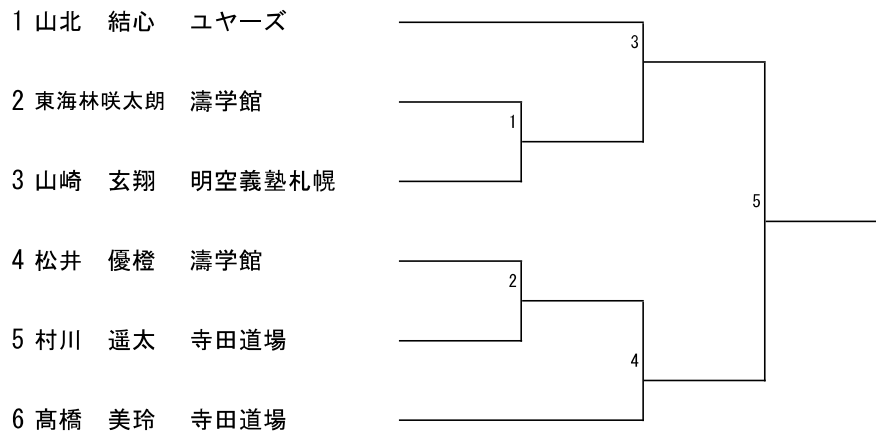 1 山北 結心 ユヤーズ
3
2 東海林咲太朗 濤学館
1
3 山崎 玄翔 明空義塾札幌
5
4 松井 優橙 濤学館
2
5 村川 遥太 寺田道場
4
6 髙橋 美玲 寺田道場